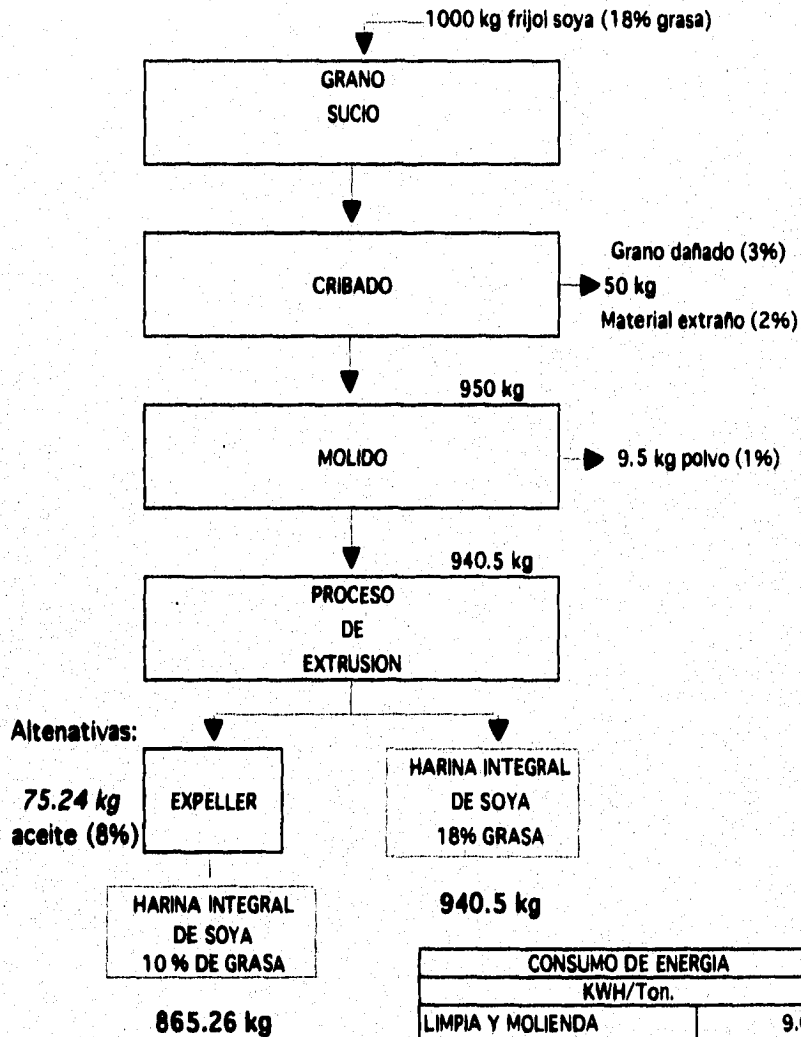 1000 kg frijol soya (18% grasa)
GRANO
SUCIO
CRIBADO
Grano dañado (3%)
50 kg
Material extraño (2%)
950 kg
MOLIDO
9.5 kg polvo (1%)
940.5 kg
PROCESO
DE
EXTRUSION
Altenativas:
75.24 kg
aceite (8%)
EXPELLER
HARINA INTEGRAL
DE SOYA
18% GRASA
HARINA INTEGRAL
DE SOYA
10 % DE GRASA
940.5 kg
865.26 kg
CONSUMO DE ENERGIA
KWH/Ton.
LIMPIA Y MOLIENDA